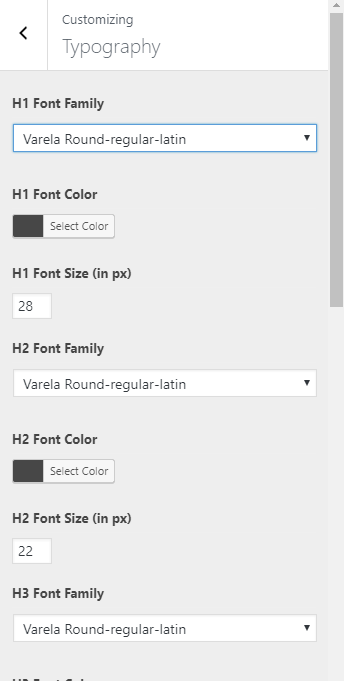 Customizing
Typography
H1 Font Family
Varela Round-regular-latin
H1 Font Color
Select Color
H1 Font Size (in px)
28
H2 Font Family
Varela Round-regular-latin
H2 Font Color
Select Color
H2 Font Size (in px)
22
H3 Font Family
Varela Round-regular-latin